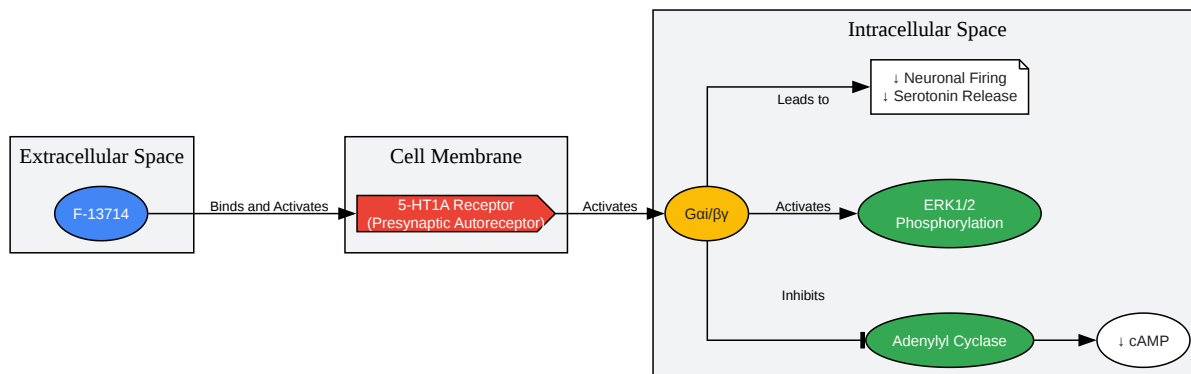 Extracellular Space
F-13714
Binds and Activates
Cell Membrane
5-HT1A Receptor
(Presynaptic Autoreceptor)
Activates
Intracellular Space
Gαi/βγ
Leads to
↓ Neuronal Firing
↓ Serotonin Release
Activates
ERK1/2
Phosphorylation
Inhibits
Adenylyl Cyclase
↓ cAMP